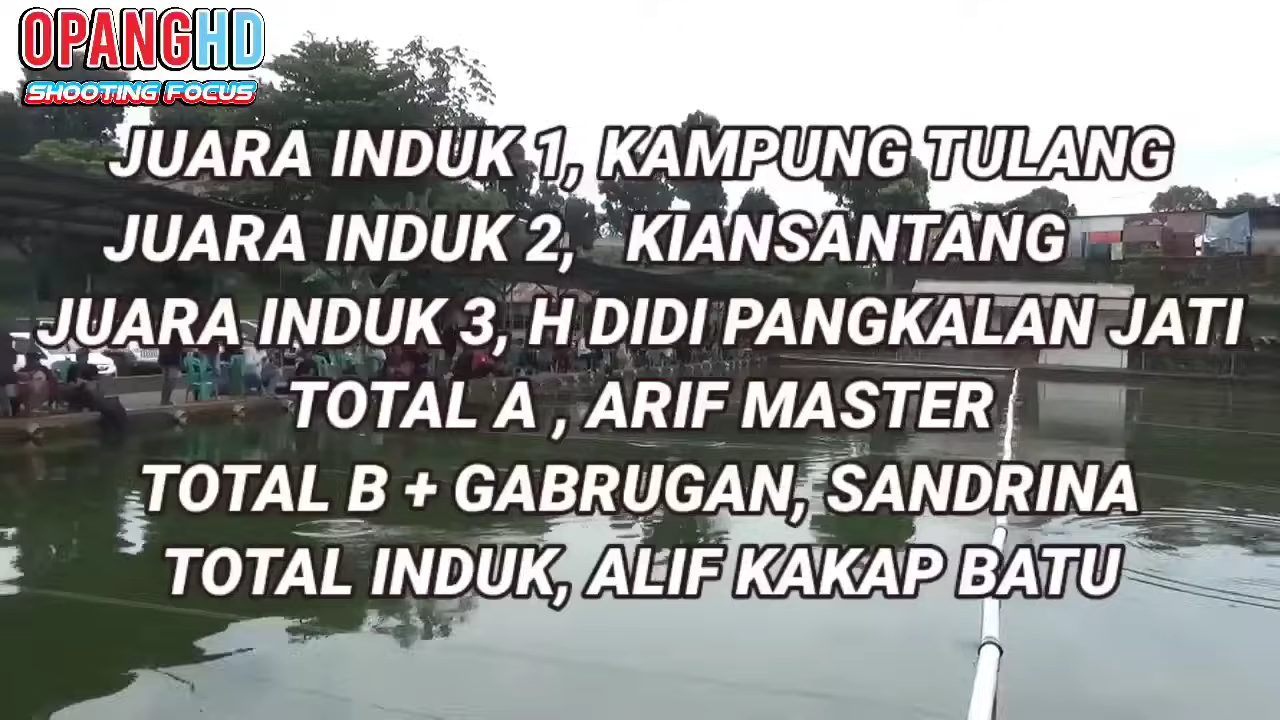 OPANGHD
SHOOTING FOCUS
JUARA INDUK 1, KAMPUNG TULANG
JUARA INDUK 2, KIANSANTANG
JUARA INDUK 3, H DIDI PANGKALAN JATI
TOTAL A , ARIF MASTER
TOTAL B + GABRUGAN, SANDRINA
TOTAL INDUK, ALIF KAKAP BATU